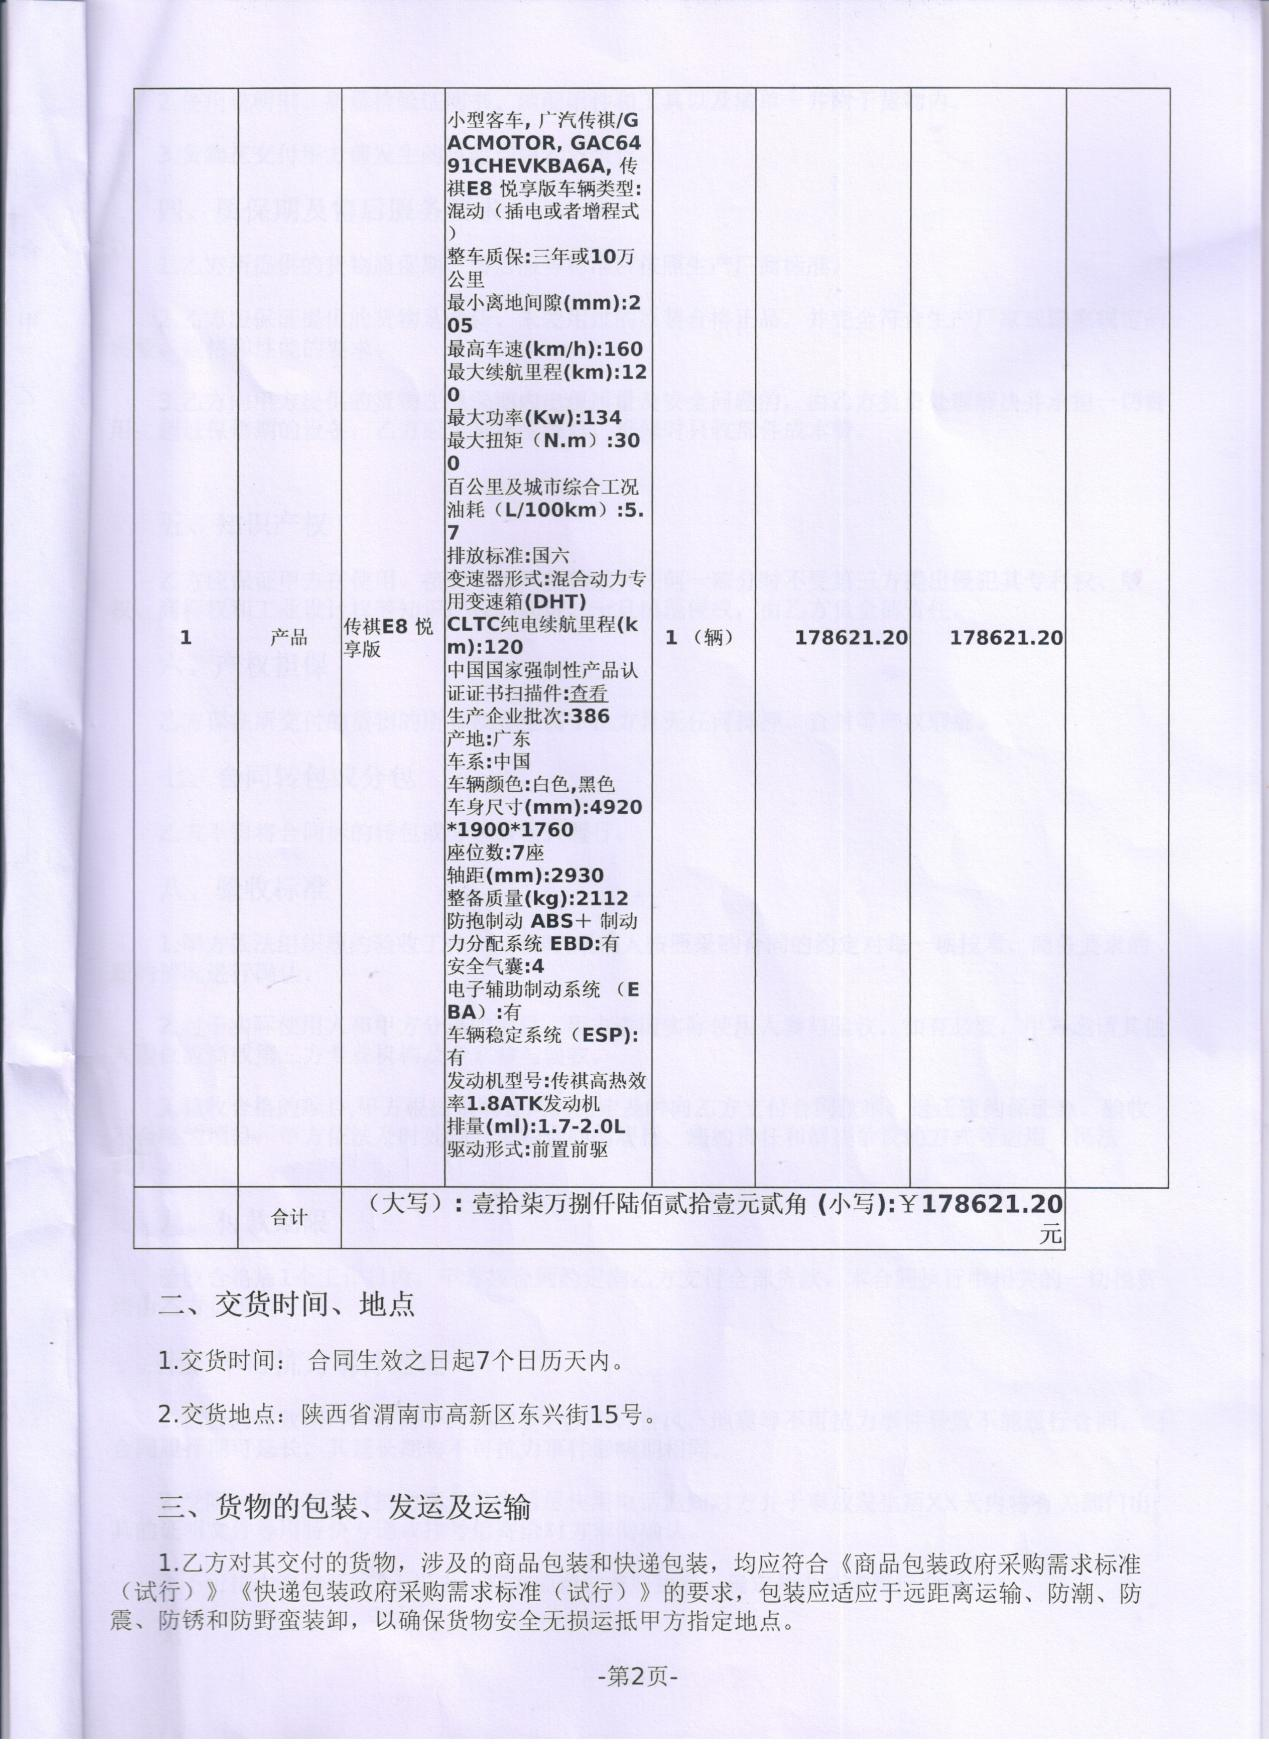 小型客车, 广汽传祺/G
ACMOTOR, GAC64
91CHEVKBA6A, 传
祺E8 悦享版车辆类型:
混动（插电或者增程式
）
整车质保:三年或10万
公里
最小离地间隙(mm):2
05
最高车速(km/h):160
最大续航里程(km):12
0
最大功率(Kw):134
最大扭矩（N.m）:30
0
百公里及城市综合工况
油耗（L/100km）:5.
7
排放标准:国六
变速器形式:混合动力专
用变速箱(DHT)
CLTC纯电续航里程(k
m):120
中国国家强制性产品认
证证书扫描件:查看
生产企业批次:386
产地:广东
车系:中国
车辆颜色:白色,黑色
车身尺寸(mm):4920
*1900*1760
座位数:7座
轴距(mm):2930
整备质量(kg):2112
防抱制动 ABS＋ 制动
力分配系统 EBD:有
安全气囊:4
电子辅助制动系统 （E
BA）:有
车辆稳定系统（ESP):
有
发动机型号:传祺高热效
率1.8ATK发动机
排量(ml):1.7-2.0L
驱动形式:前置前驱
1 产品 传祺E8 悦
享版
1 （辆） 178621.20 178621.20
合计 （大写）: 壹拾柒万捌仟陆佰贰拾壹元贰角 (小写):￥178621.20
元
二、交货时间、地点
1.交货时间： 合同生效之日起7个日历天内。
2.交货地点：陕西省渭南市高新区东兴街15号。
三、货物的包装、发运及运输
1.乙方对其交付的货物，涉及的商品包装和快递包装，均应符合《商品包装政府采购需求标准
（试行）》《快递包装政府采购需求标准（试行）》的要求，包装应适应于远距离运输、防潮、防
震、防锈和防野蛮装卸，以确保货物安全无损运抵甲方指定地点。
-第2页-